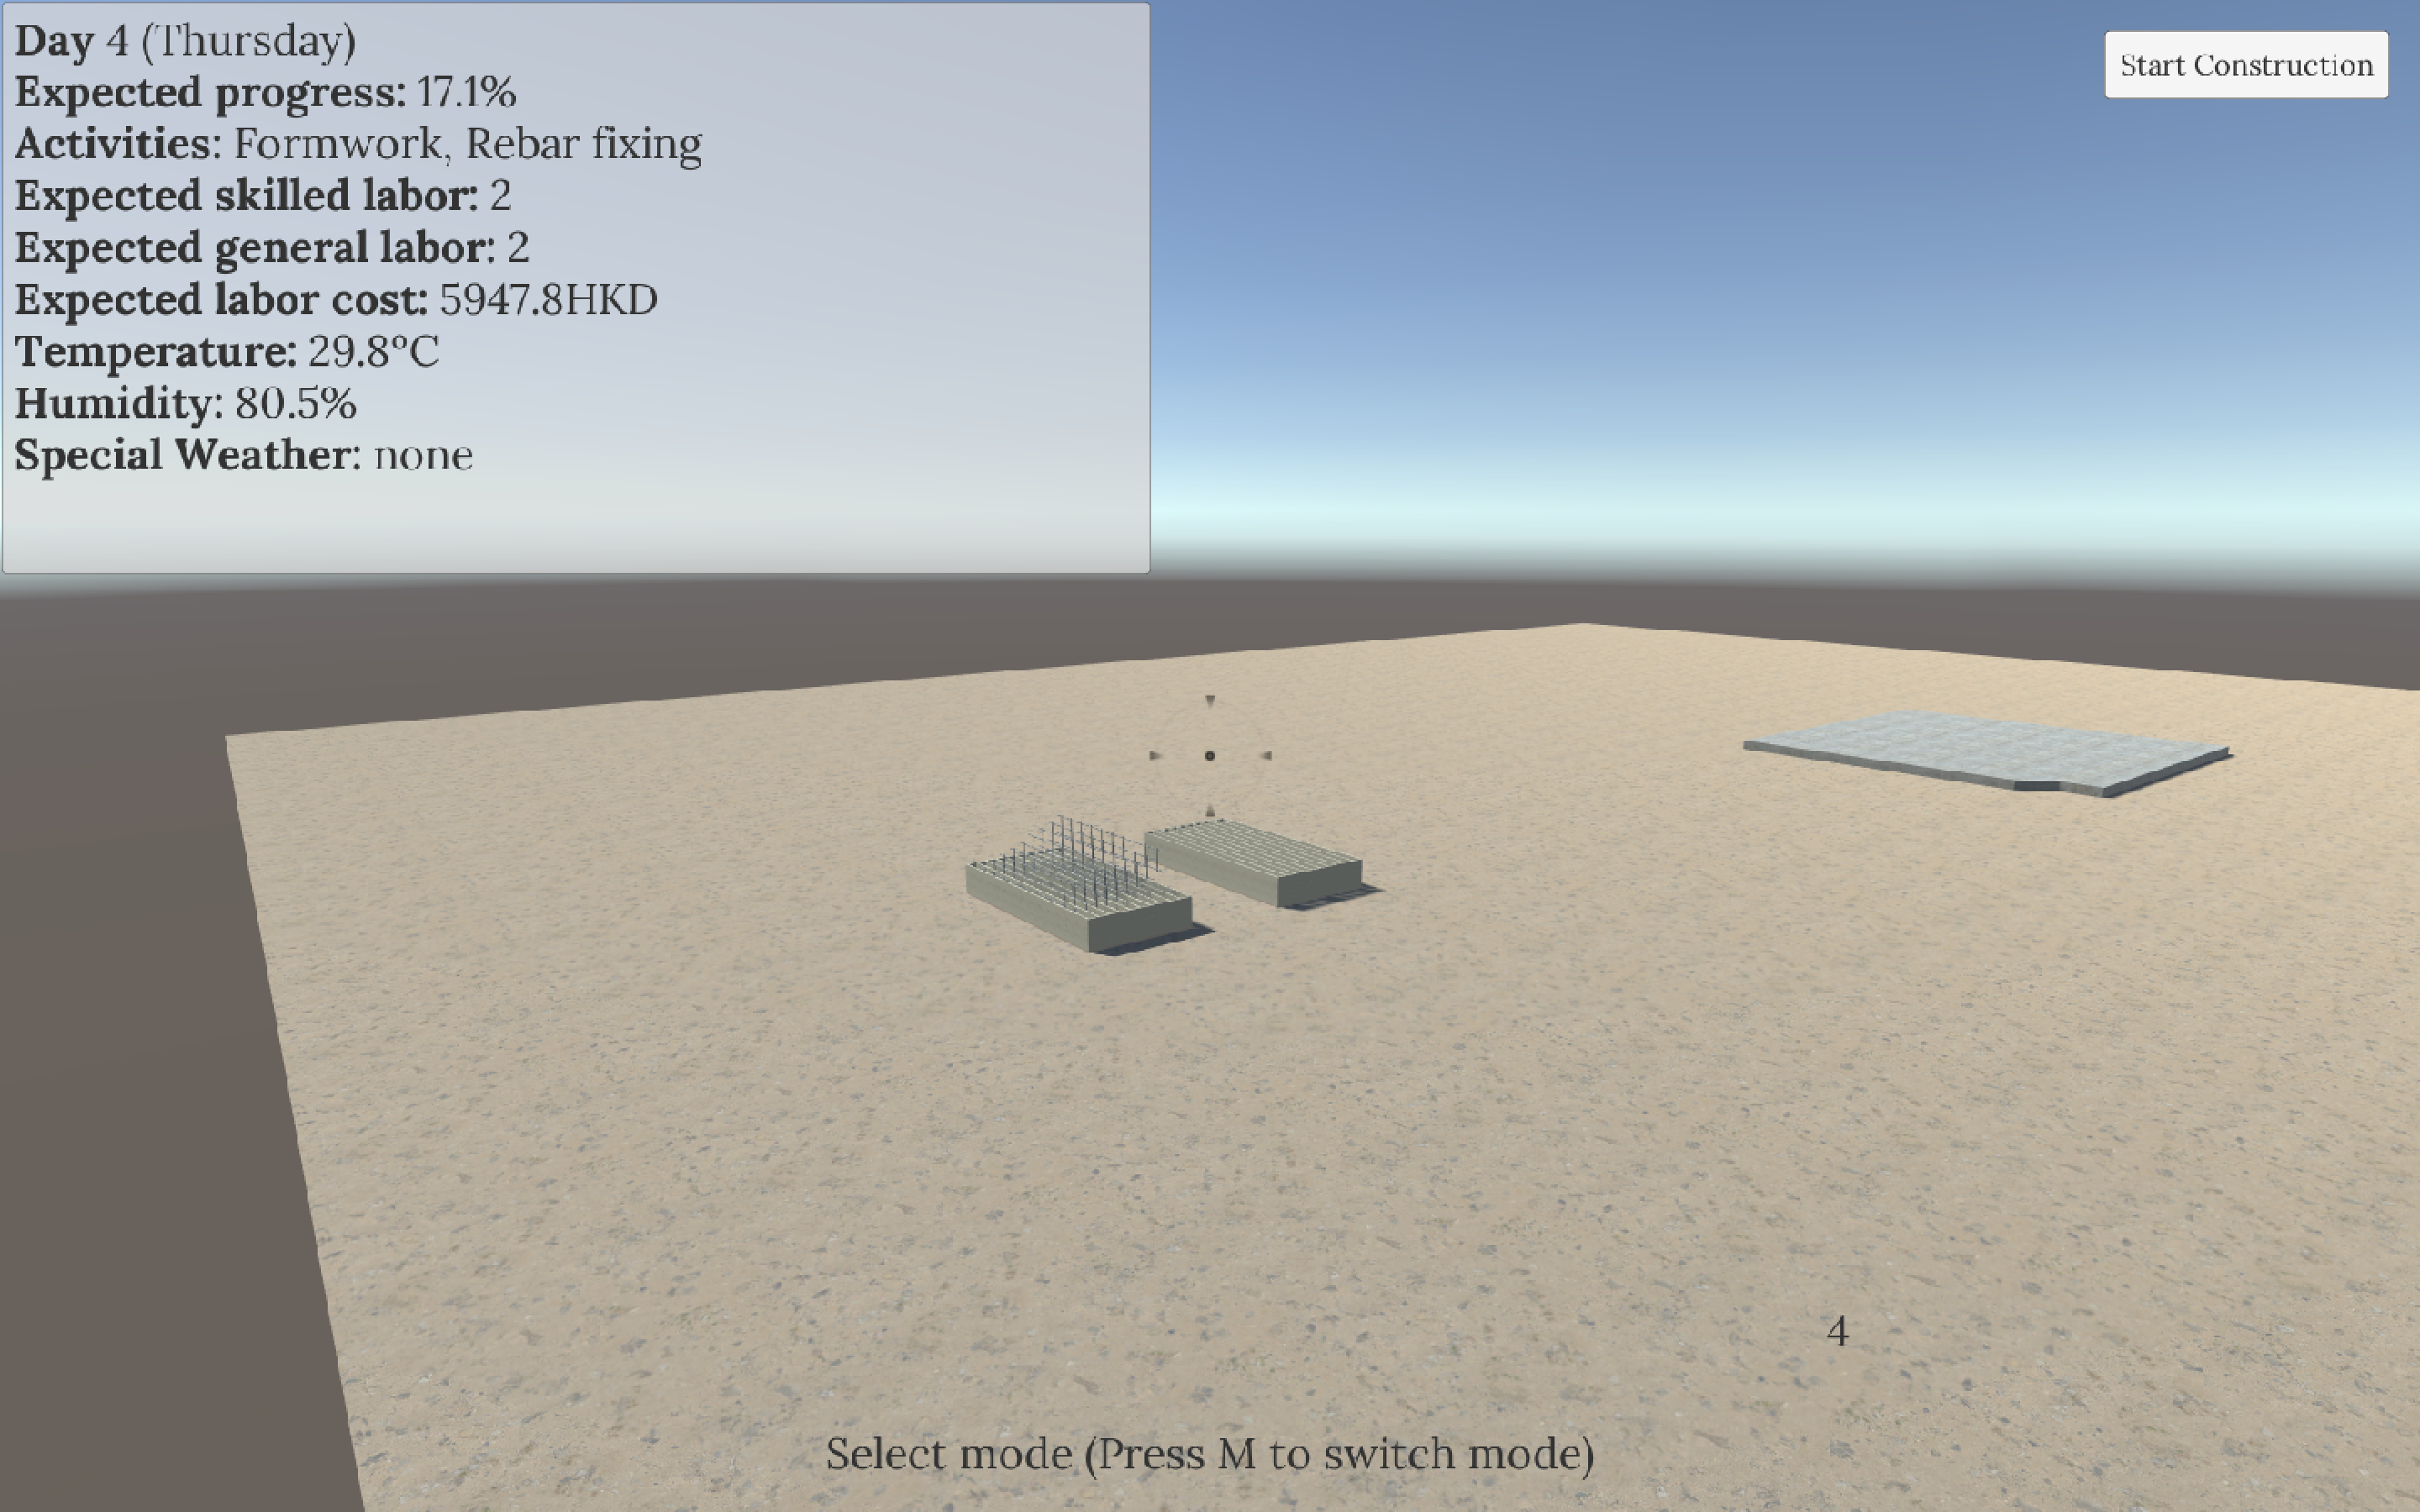 Day 4 (Thursday)
Expected progress: 17.1%
Activities: Formwork, Rebar fixing
Expected skilled labor: 2
Expected general labor: 2
Expected labor cost: 5947.8HKD
Temperature: 29.8°C
Humidity: 80.5%
Special Weather: none
Start Construction
4
Select mode (Press M to switch mode)